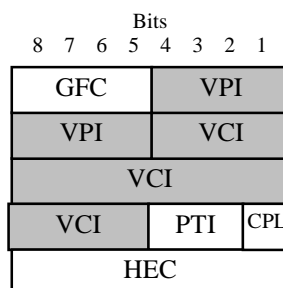 Bits
8 7 6 5 4 3 2 1
GFC VPI
VPI VCI
VCI
VCI PTI CPL
HEC